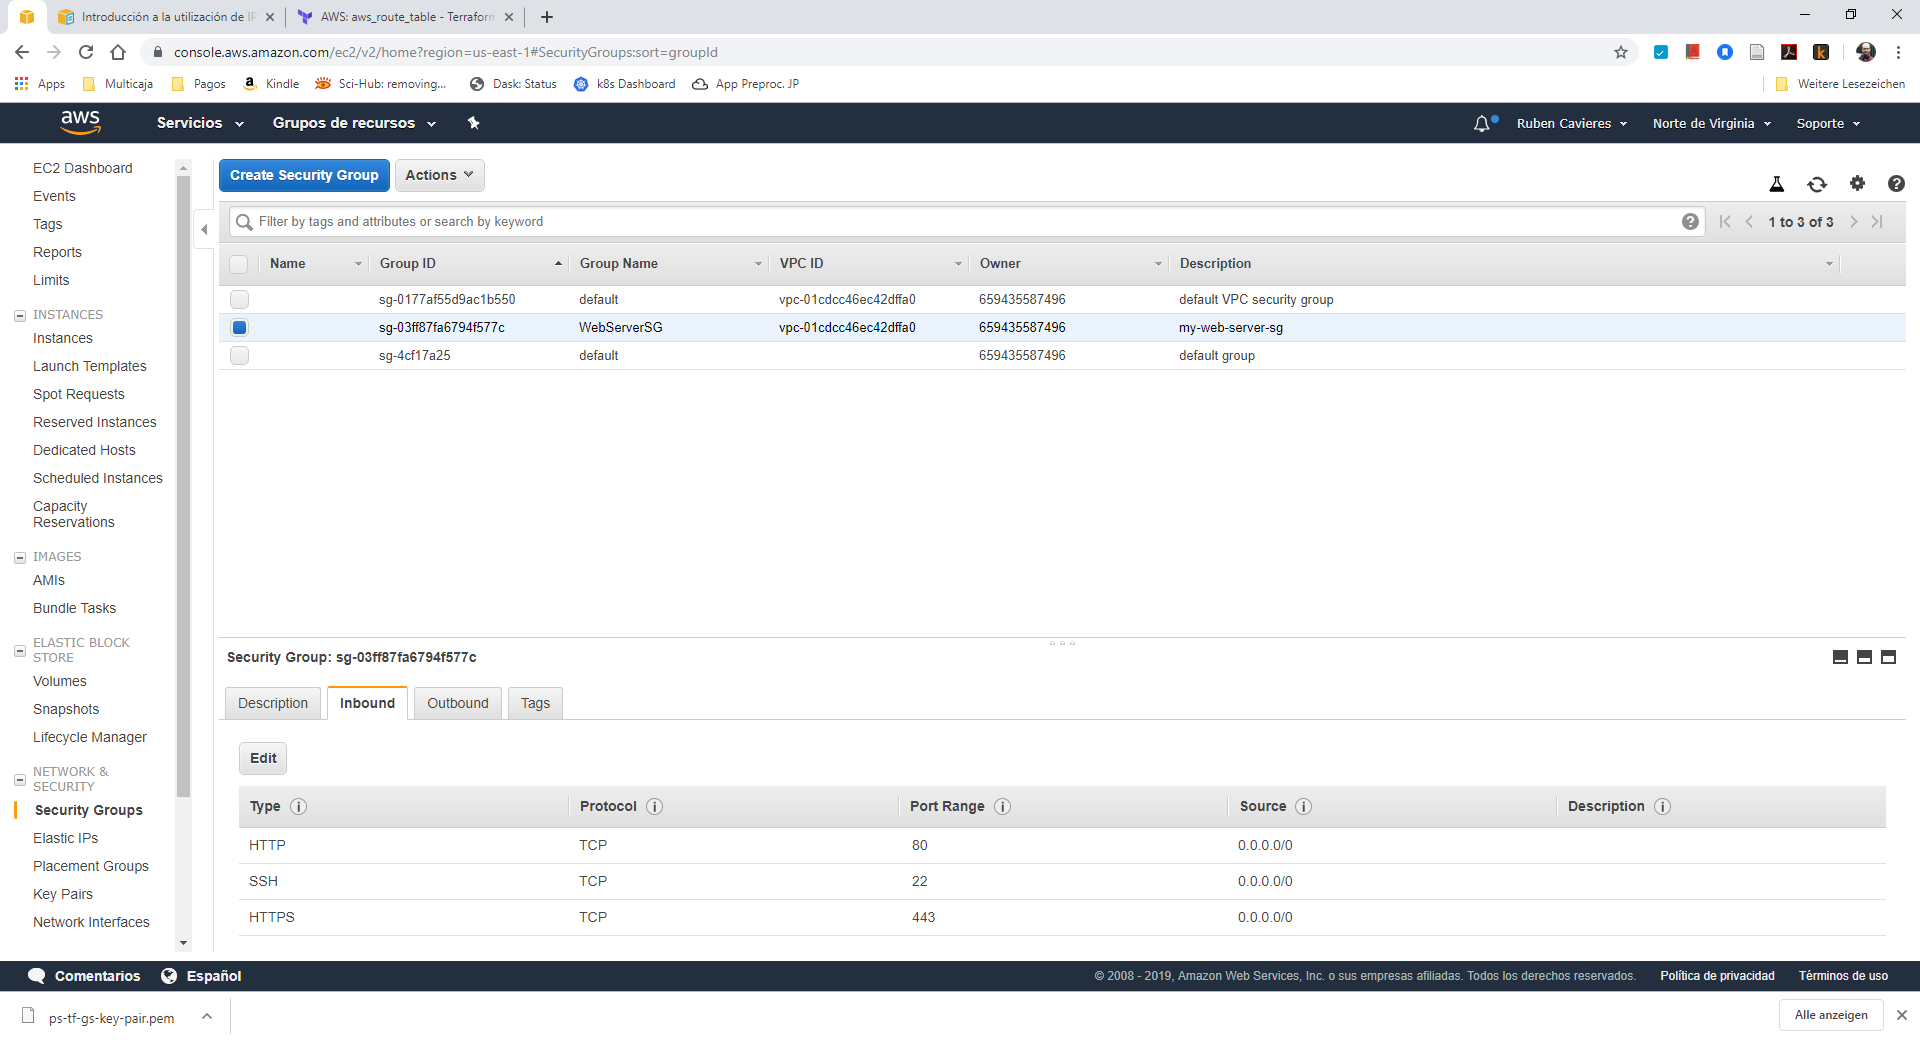 Introducción a la utilización de IP
AWS: aws_route_table - Terraform
console.aws.amazon.com/ec2/v2/home?region=us-east-1#SecurityGroups:sort=groupId
Apps
Multicaja
Pagos
Kindle
Sci-Hub: removing...
Dask: Status
k8s Dashboard
App Preproc. JP
Weitere Lesezeichen
aws
Servicios
Grupos de recursos
Ruben Cavieres
Norte de Virginia
Soporte
EC2 Dashboard
Events
Tags
Reports
Limits
INSTANCES
Instances
Launch Templates
Spot Requests
Reserved Instances
Dedicated Hosts
Scheduled Instances
Capacity
Reservations
IMAGES
AMIs
Bundle Tasks
ELASTIC BLOCK
STORE
Volumes
Snapshots
Lifecycle Manager
NETWORK &
SECURITY
Security Groups
Elastic IPs
Placement Groups
Key Pairs
Network Interfaces
Create Security Group
Actions
Filter by tags and attributes or search by keyword
1 to 3 of 3
Name Group ID Group Name VPC ID Owner Description
sg-0177af55d9ac1b550 default vpc-01cdcc46ec42dffa0 659435587496 default VPC security group
sg-03ff87fa6794f577c WebServerSG vpc-01cdcc46ec42dffa0 659435587496 my-web-server-sg
sg-4cf17a25 default 659435587496 default group
Security Group: sg-03ff87fa6794f577c
Description
Inbound
Outbound
Tags
Edit
Type Protocol Port Range Source Description
HTTP TCP 80 0.0.0.0/0
SSH TCP 22 0.0.0.0/0
HTTPS TCP 443 0.0.0.0/0
Comentarios
Español
© 2008 - 2019, Amazon Web Services, Inc. o sus empresas afiliadas. Todos los derechos reservados.
Política de privacidad
Términos de uso
ps-tf-gs-key-pair.pem
Alle anzeigen